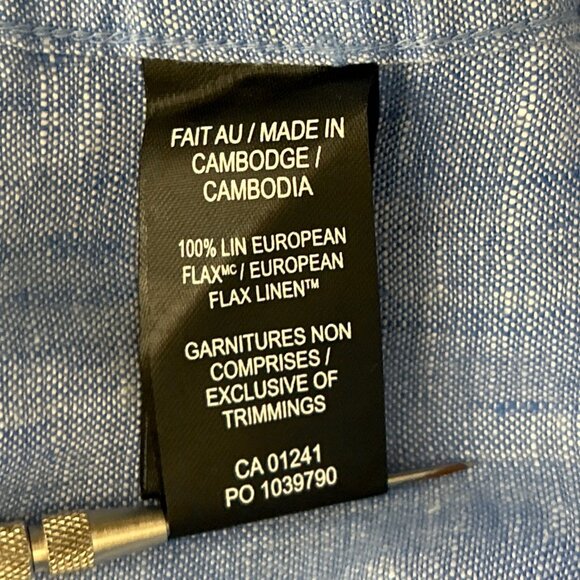 FAIT AU / MADE IN
CAMBODGE /
CAMBODIA
100% LIN EUROPEAN
FLAXᴹᶜ / EUROPEAN
FLAX LINEN™
GARNITURES NON
COMPRISES /
EXCLUSIVE OF
TRIMMINGS
CA 01241
PO 1039790